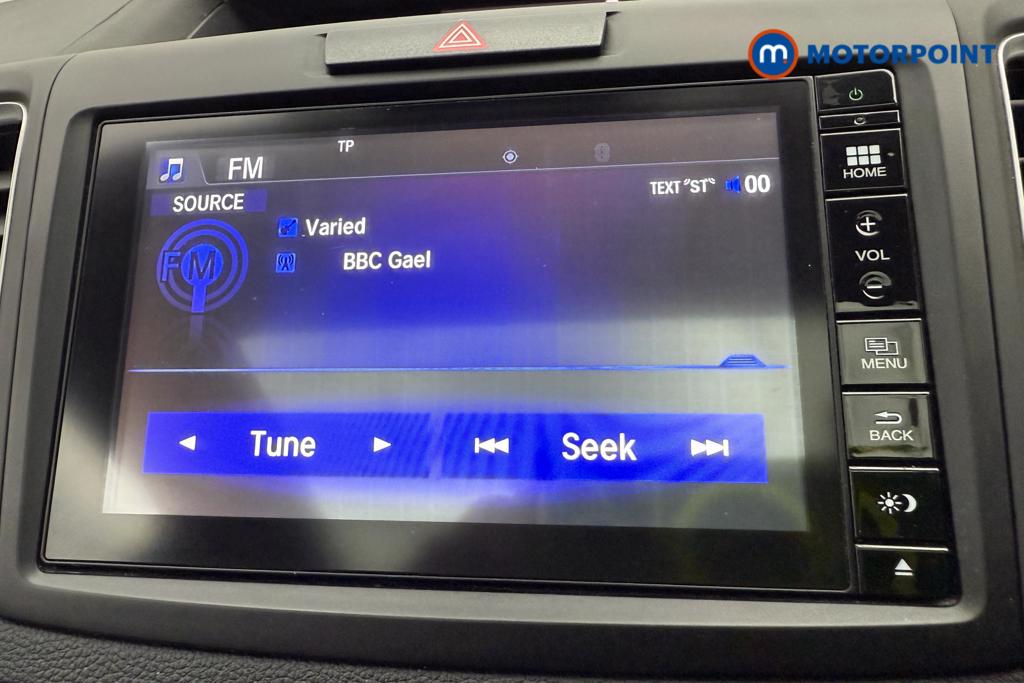 m MOTORPOINT
TP
FM
SOURCE
TEXT "ST" 00
FM
Varied
BBC Gael
Tune
Seek
HOME
VOL
MENU
BACK